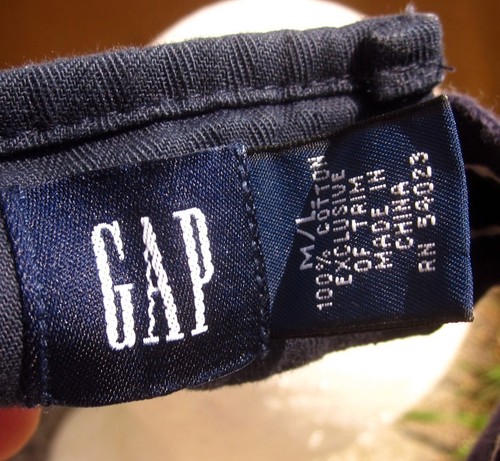 GAP
M/L
100% COTTON
EXCLUSIVE
OF TRIM
MADE IN
CHINA
RN 54023